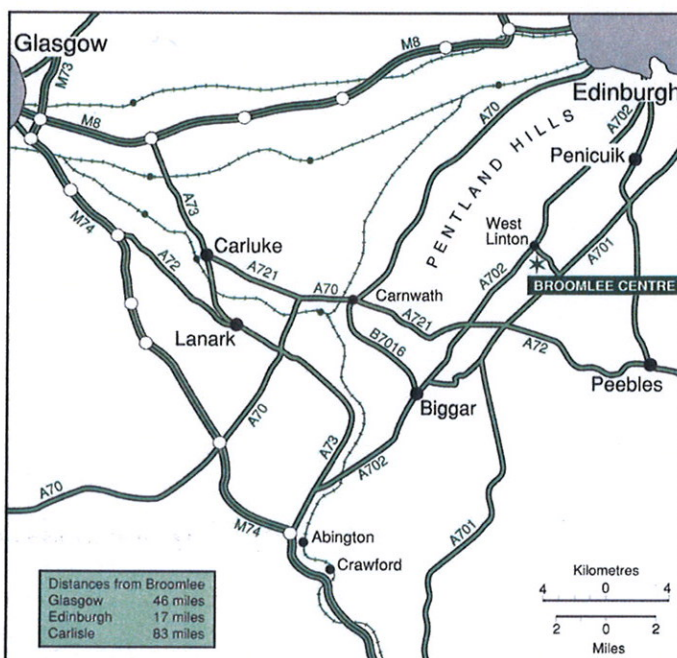 Glasgow
M73
M8
M8
A70
Edinburgh
A702
PENTLAND HILLS
Penicuik
A73
M74
Carluke
A721
A72
West
Linton
A701
A702
BROOMLEE CENTRE
A70
Carnwath
A721
Lanark
B7016
A72
Peebles
A70
Biggar
A73
A702
A70
M74
A701
Abington
Crawford
Distances from Broomlee
Glasgow 46 miles
Edinburgh 17 miles
Carlisle 83 miles
Kilometres
4 0 4
2 0 2
Miles